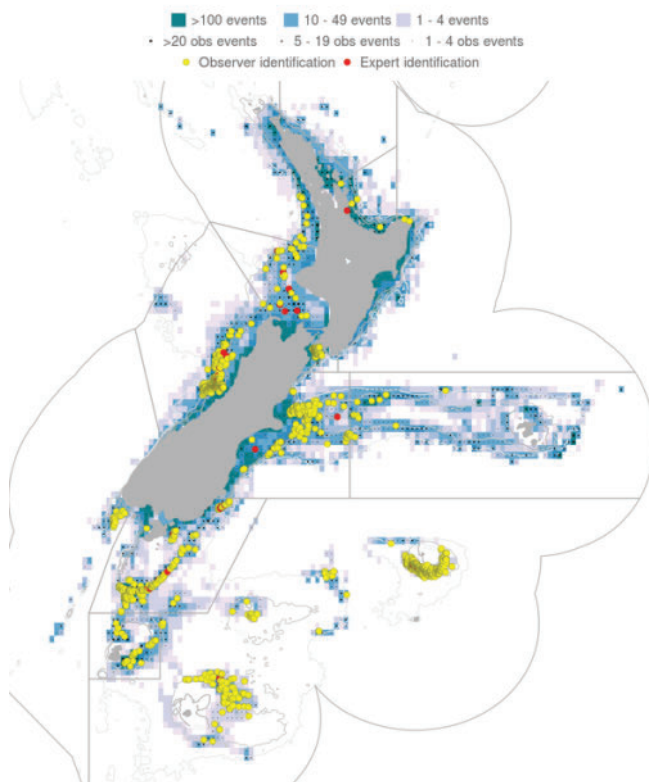 >100 events 10 - 49 events 1 - 4 events
>20 obs events 5 - 19 obs events 1 - 4 obs events
Observer identification Expert identification